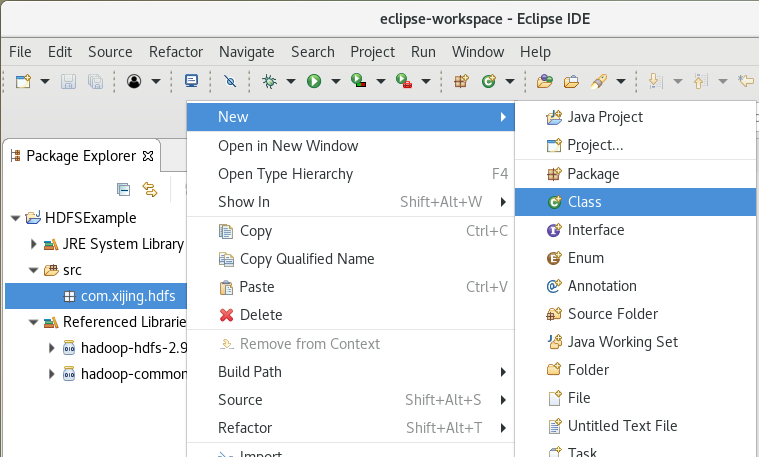 eclipse-workspace - Eclipse IDE
File Edit Source Refactor Navigate Search Project Run Window Help
Package Explorer
HDFSExample
JRE System Library
src
com.xijing.hdfs
Referenced Librarie
hadoop-hdfs-2.9
hadoop-common
New
Open in New Window
Open Type Hierarchy F4
Show In Shift+Alt+W
Copy Ctrl+C
Copy Qualified Name
Paste Ctrl+V
Delete
Remove from Context
Build Path
Source Shift+Alt+S
Refactor Shift+Alt+T
Import
Java Project
Project...
Package
Class
Interface
Enum
Annotation
Source Folder
Java Working Set
Folder
File
Untitled Text File
Task